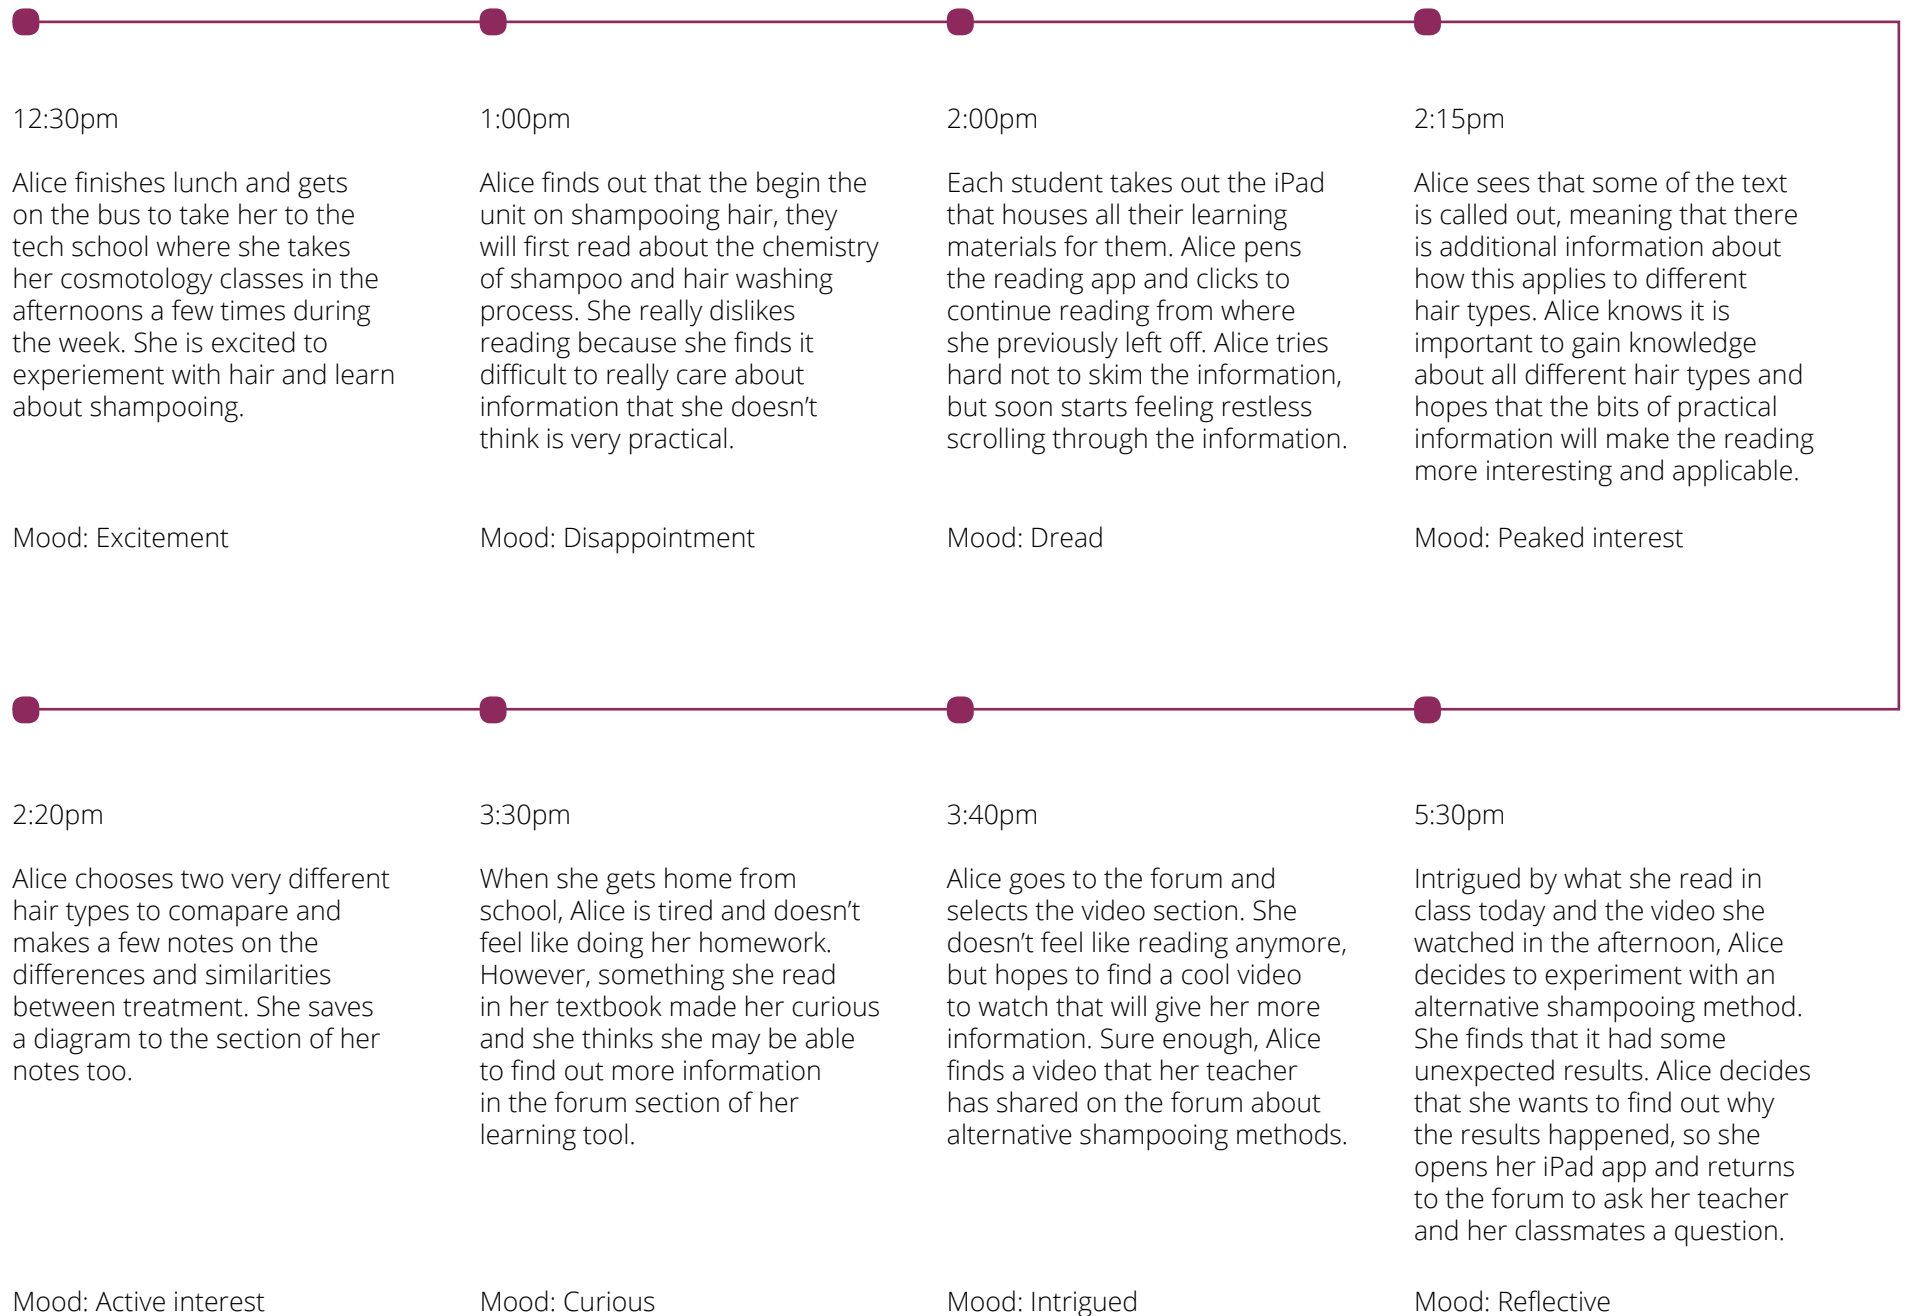 12:30pm
Alice finishes lunch and gets
on the bus to take her to the
tech school where she takes
her cosmotology classes in the
afternoons a few times during
the week. She is excited to
experiement with hair and learn
about shampooing.
Mood: Excitement
1:00pm
Alice finds out that the begin the
unit on shampooing hair, they
will first read about the chemistry
of shampoo and hair washing
process. She really dislikes
reading because she finds it
difficult to really care about
information that she doesn't
think is very practical.
Mood: Disappointment
2:00pm
Each student takes out the iPad
that houses all their learning
materials for them. Alice pens
the reading app and clicks to
continue reading from where
she previously left off. Alice tries
hard not to skim the information,
but soon starts feeling restless
scrolling through the information.
Mood: Dread
2:15pm
Alice sees that some of the text
is called out, meaning that there
is additional information about
how this applies to different
hair types. Alice knows it is
important to gain knowledge
about all different hair types and
hopes that the bits of practical
information will make the reading
more interesting and applicable.
Mood: Peaked interest
2:20pm
Alice chooses two very different
hair types to comapare and
makes a few notes on the
differences and similarities
between treatment. She saves
a diagram to the section of her
notes too.
Mood: Active interest
3:30pm
When she gets home from
school, Alice is tired and doesn't
feel like doing her homework.
However, something she read
in her textbook made her curious
and she thinks she may be able
to find out more information
in the forum section of her
learning tool.
Mood: Curious
3:40pm
Alice goes to the forum and
selects the video section. She
doesn't feel like reading anymore,
but hopes to find a cool video
to watch that will give her more
information. Sure enough, Alice
finds a video that her teacher
has shared on the forum about
alternative shampooing methods.
Mood: Intrigued
5:30pm
Intrigued by what she read in
class today and the video she
watched in the afternoon, Alice
decides to experiment with an
alternative shampooing method.
She finds that it had some
unexpected results. Alice decides
that she wants to find out why
the results happened, so she
opens her iPad app and returns
to the forum to ask her teacher
and her classmates a question.
Mood: Reflective